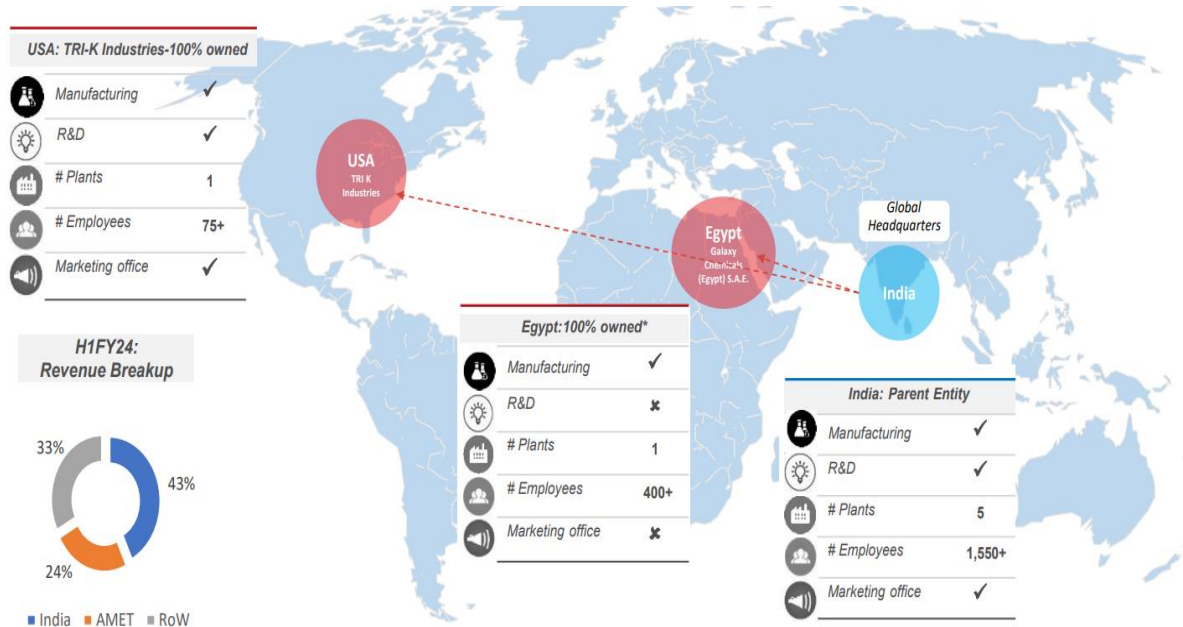 USA: TRI-K Industries-100% owned
Manufacturing ✓
R&D ✓
# Plants 1
# Employees 75+
Marketing office ✓
USA
TRI K
Industries
Egypt
Galaxy
Chemicals
(Egypt) S.A.E.
Global
Headquarters
India
H1FY24:
Revenue Breakup
33%
43%
24%
India AMET RoW
Egypt:100% owned*
Manufacturing ✓
R&D ✖
# Plants 1
# Employees 400+
Marketing office ✖
India: Parent Entity
Manufacturing ✓
R&D ✓
# Plants 5
# Employees 1,550+
Marketing office ✓